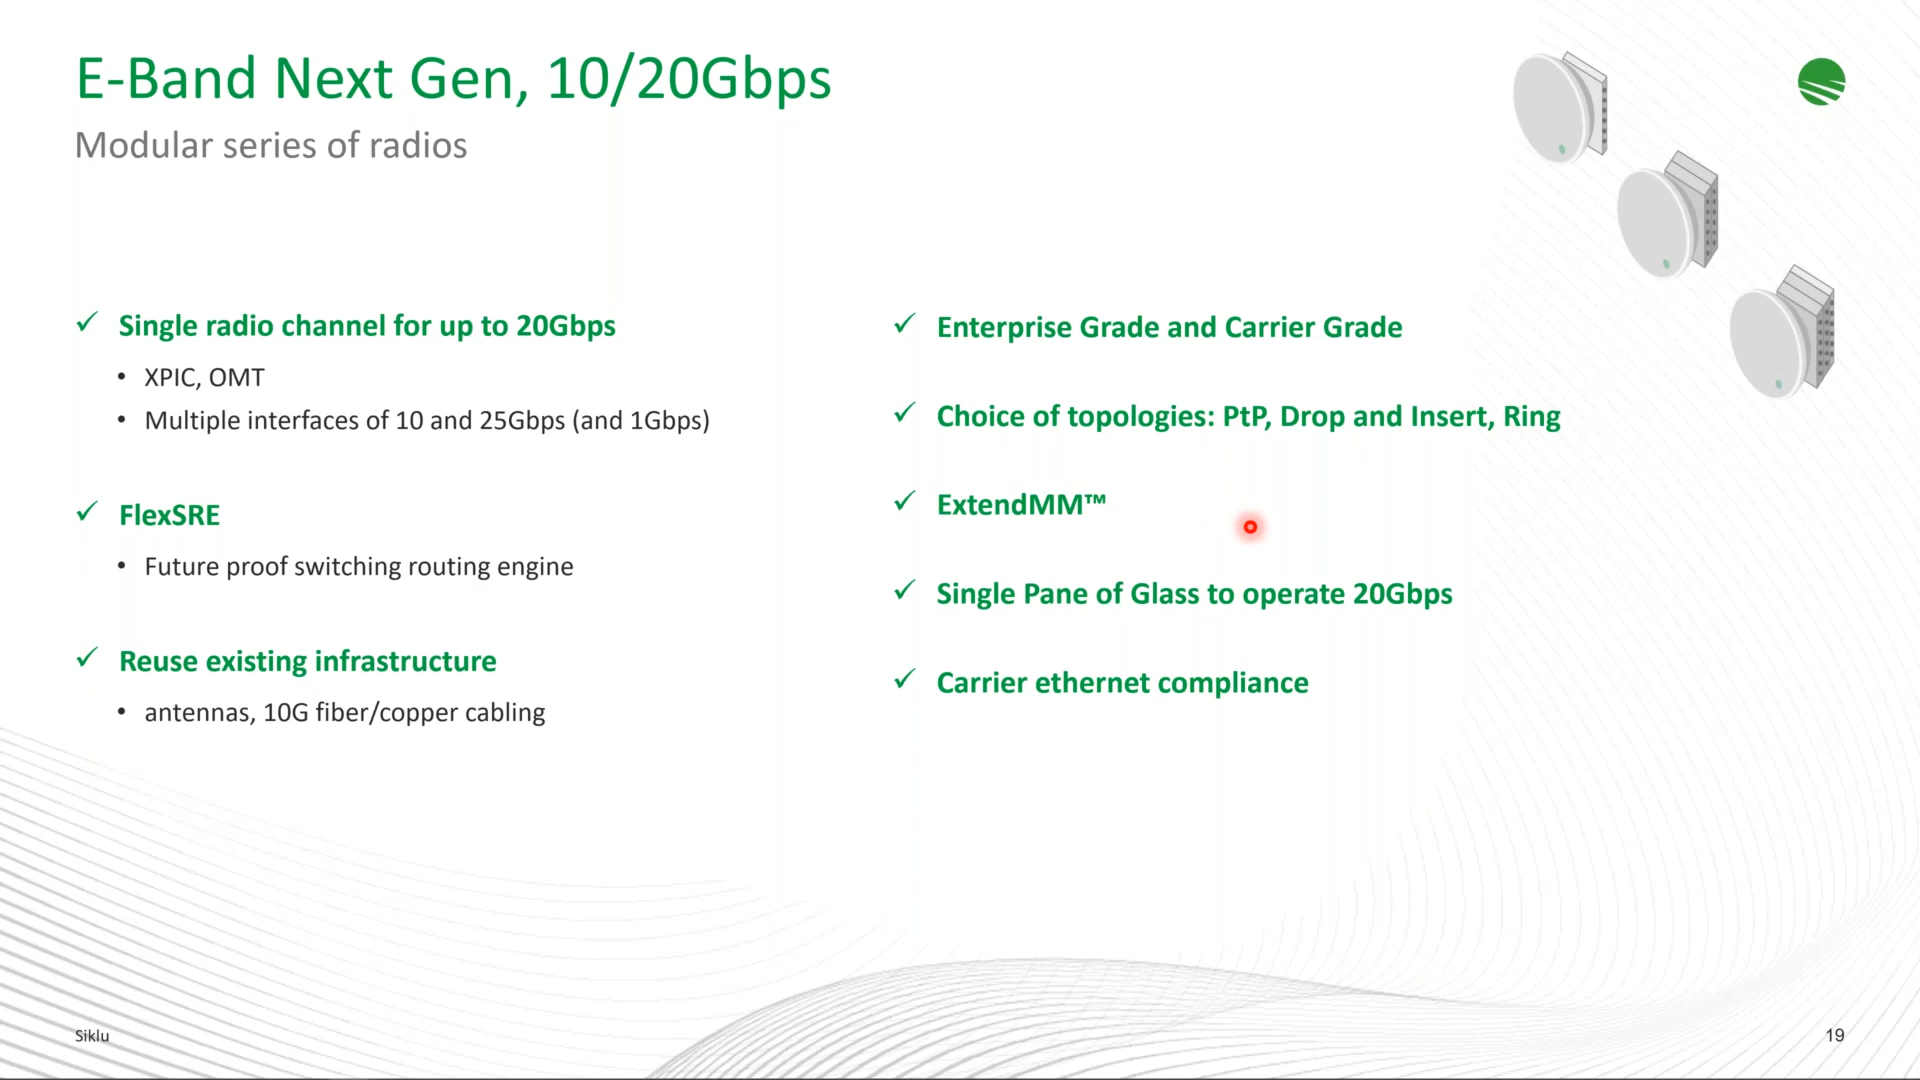 E-Band Next Gen, 10/20Gbps
Modular series of radios
✓ Single radio channel for up to 20Gbps
• XPIC, OMT
• Multiple interfaces of 10 and 25Gbps (and 1Gbps)
✓ FlexSRE
• Future proof switching routing engine
✓ Reuse existing infrastructure
• antennas, 10G fiber/copper cabling
✓ Enterprise Grade and Carrier Grade
✓ Choice of topologies: PtP, Drop and Insert, Ring
✓ ExtendMM™
✓ Single Pane of Glass to operate 20Gbps
✓ Carrier ethernet compliance
Siklu
19